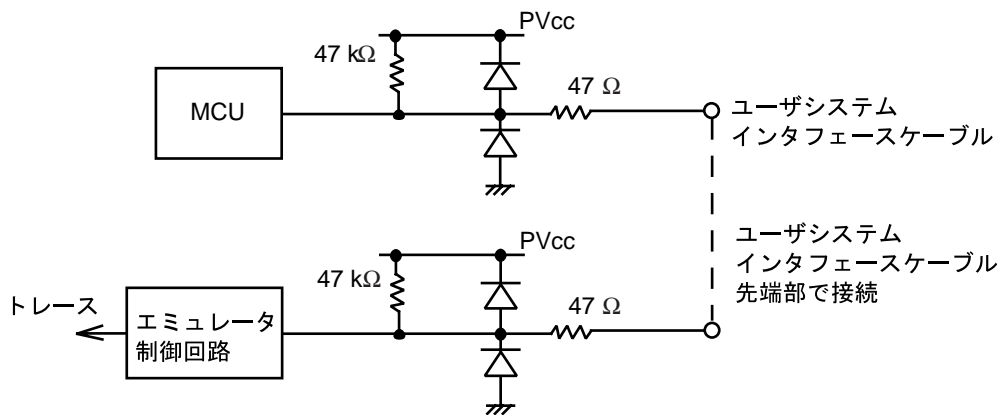 PVcc
47 kΩ
MCU
47 Ω
ユーザシステム
インタフェースケーブル
PVcc
47 kΩ
47 Ω
ユーザシステム
インタフェースケーブル
先端部で接続
トレース
エミュレータ
制御回路